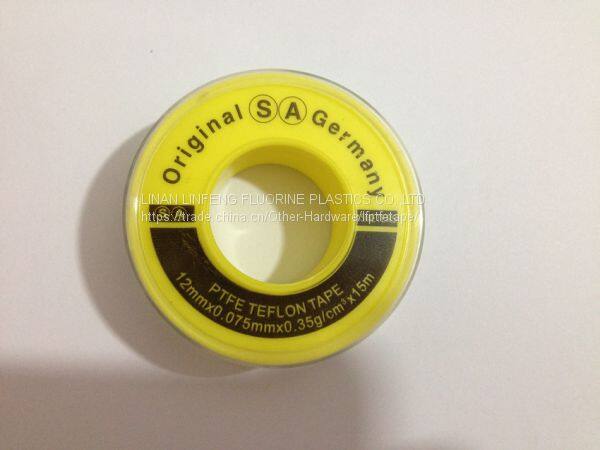 Original SA Germany
LINAN LINFENG FLUORINE PLASTICS CO.,LTD
https://trade.china.cn/Other-Hardware/lfptfetape/
SA
PTFE TEFLON TAPE
12mmx0.075mmx0.35g/cm³x15m